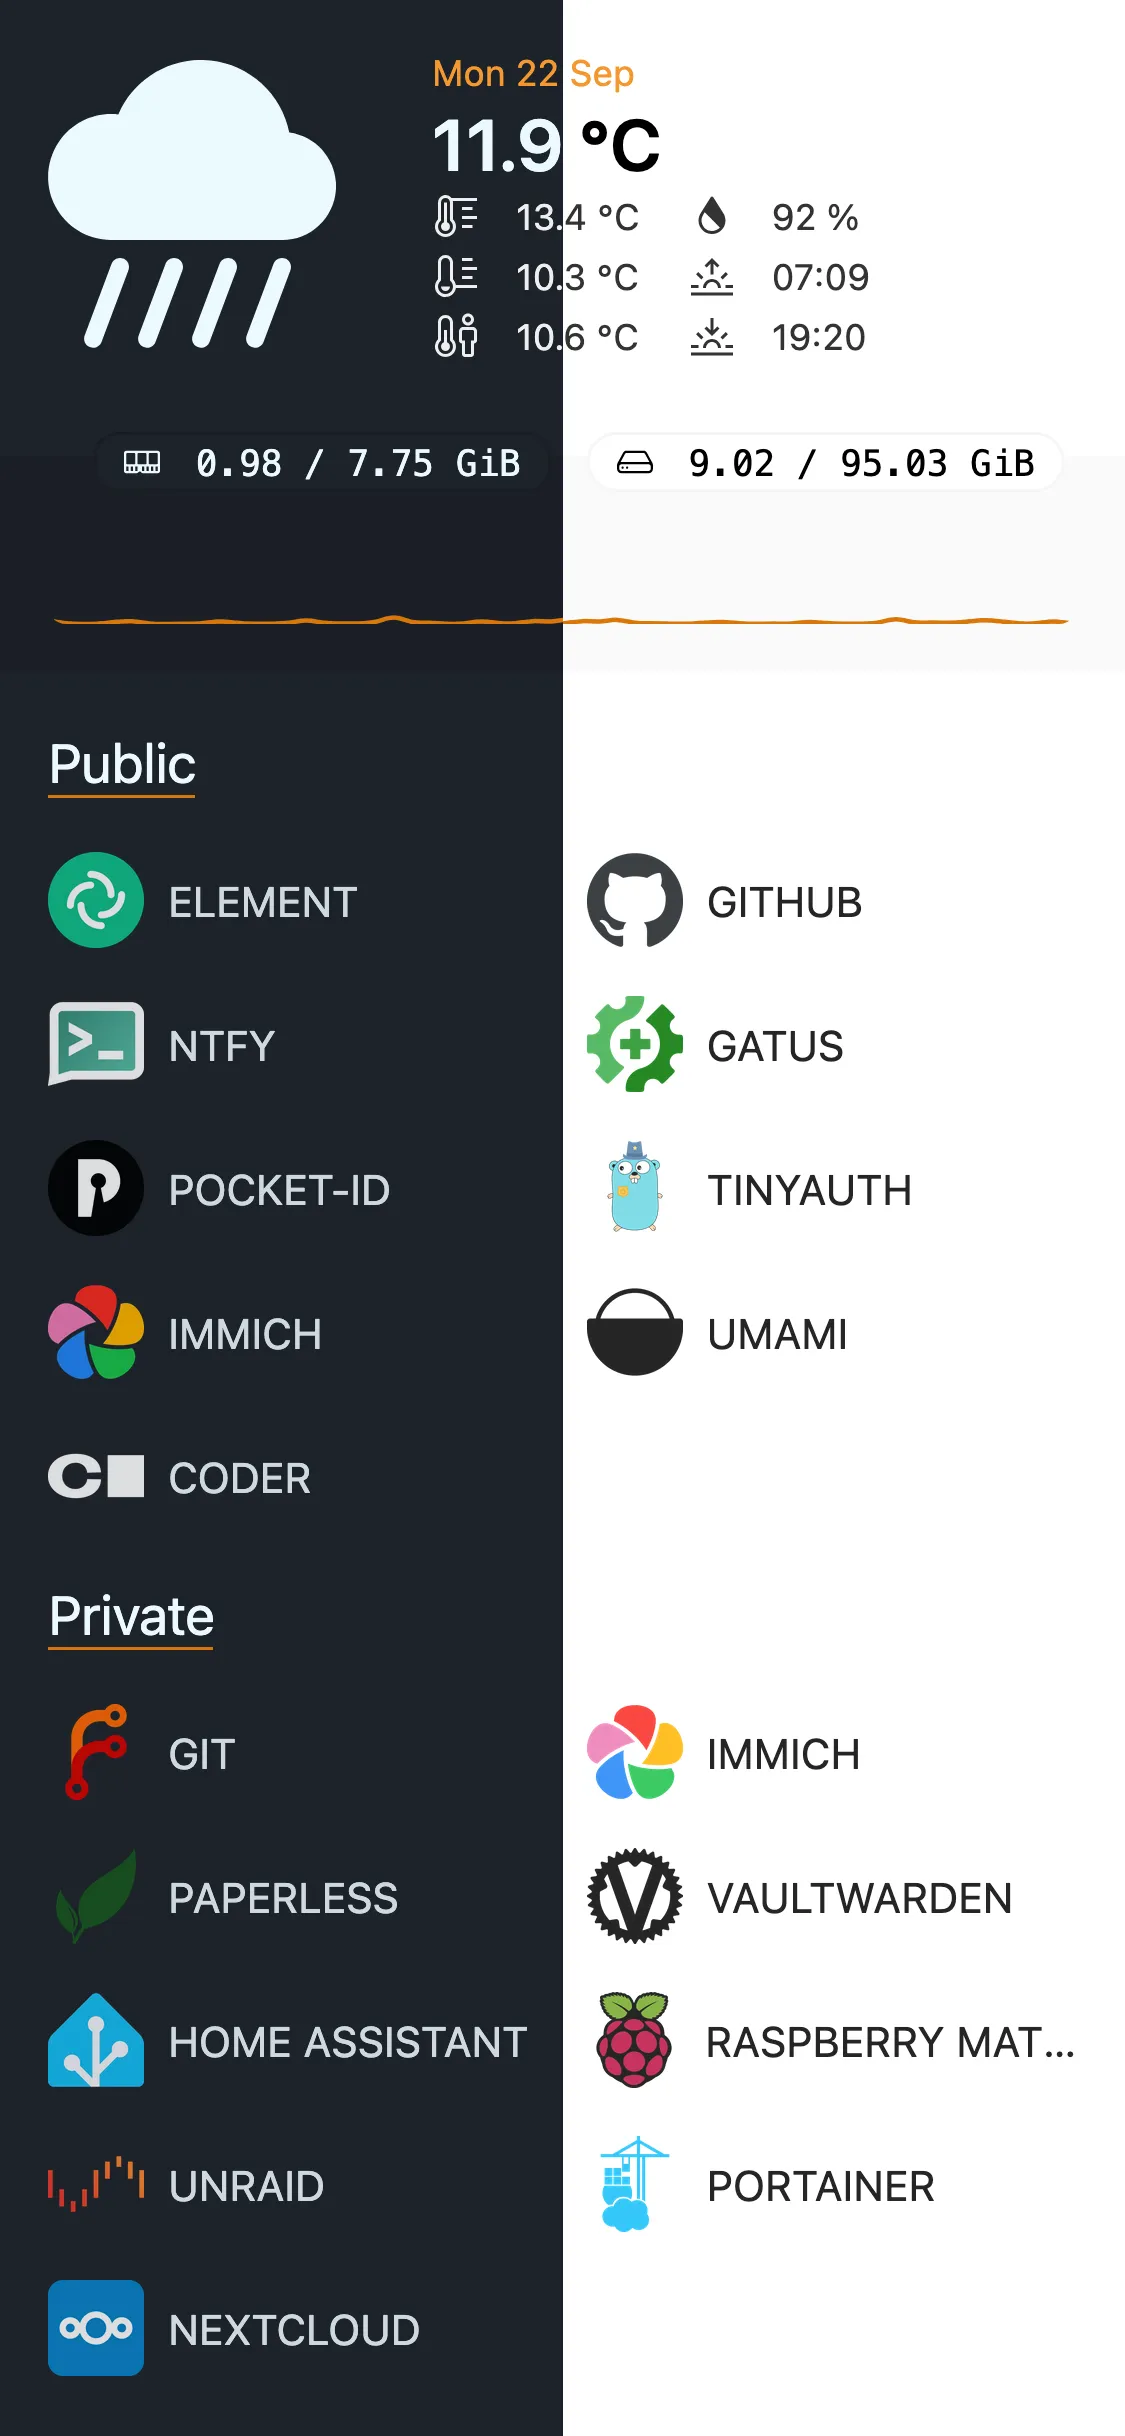 Mon 22 Sep
11.9 °C
13.4 °C 92 %
10.3 °C 07:09
10.6 °C 19:20
0.98 / 7.75 GiB 9.02 / 95.03 GiB
Public
ELEMENT GITHUB
NTFY GATUS
POCKET-ID TINYAUTH
IMMICH UMAMI
CODER
Private
GIT IMMICH
PAPERLESS VAULTWARDEN
HOME ASSISTANT RASPBERRY MAT...
UNRAID PORTAINER
NEXTCLOUD